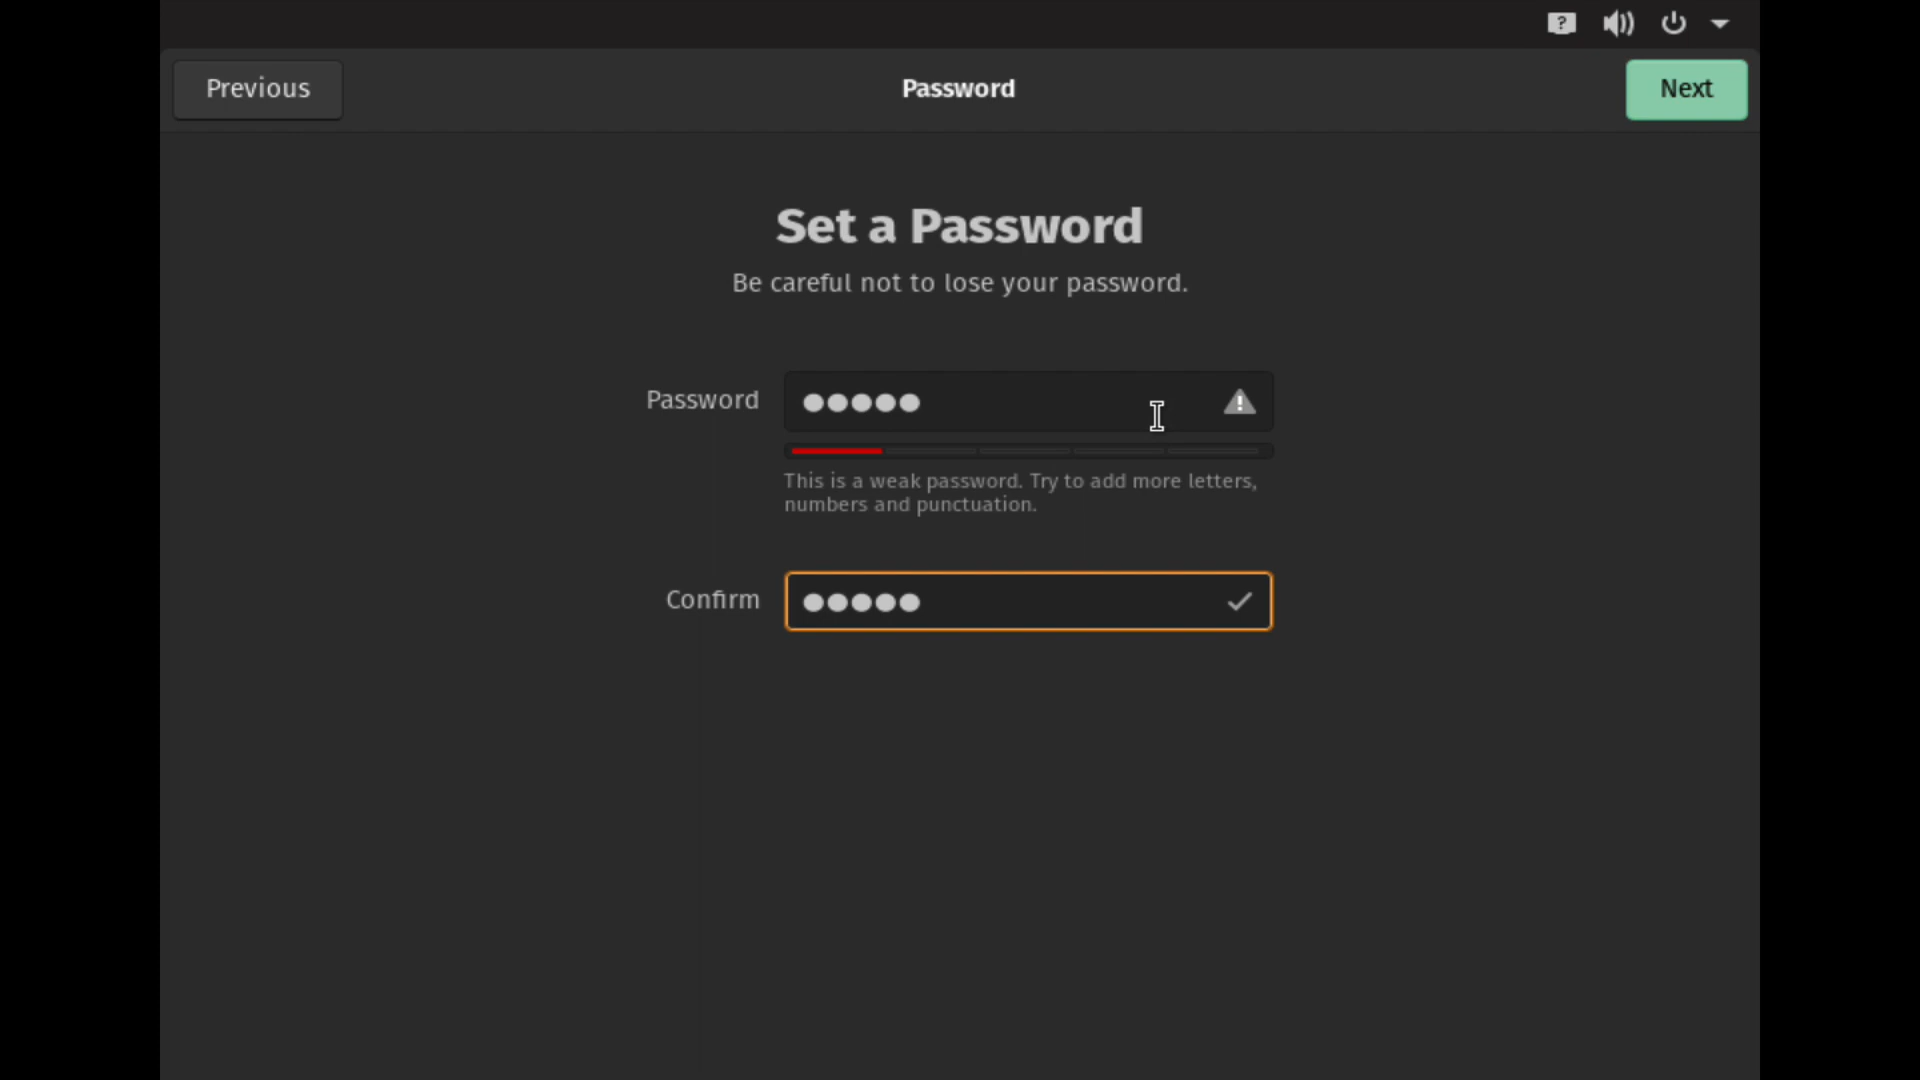 Previous
Password
Next
Set a Password
Be careful not to lose your password.
Password
●●●●●
This is a weak password. Try to add more letters,
numbers and punctuation.
Confirm
●●●●●